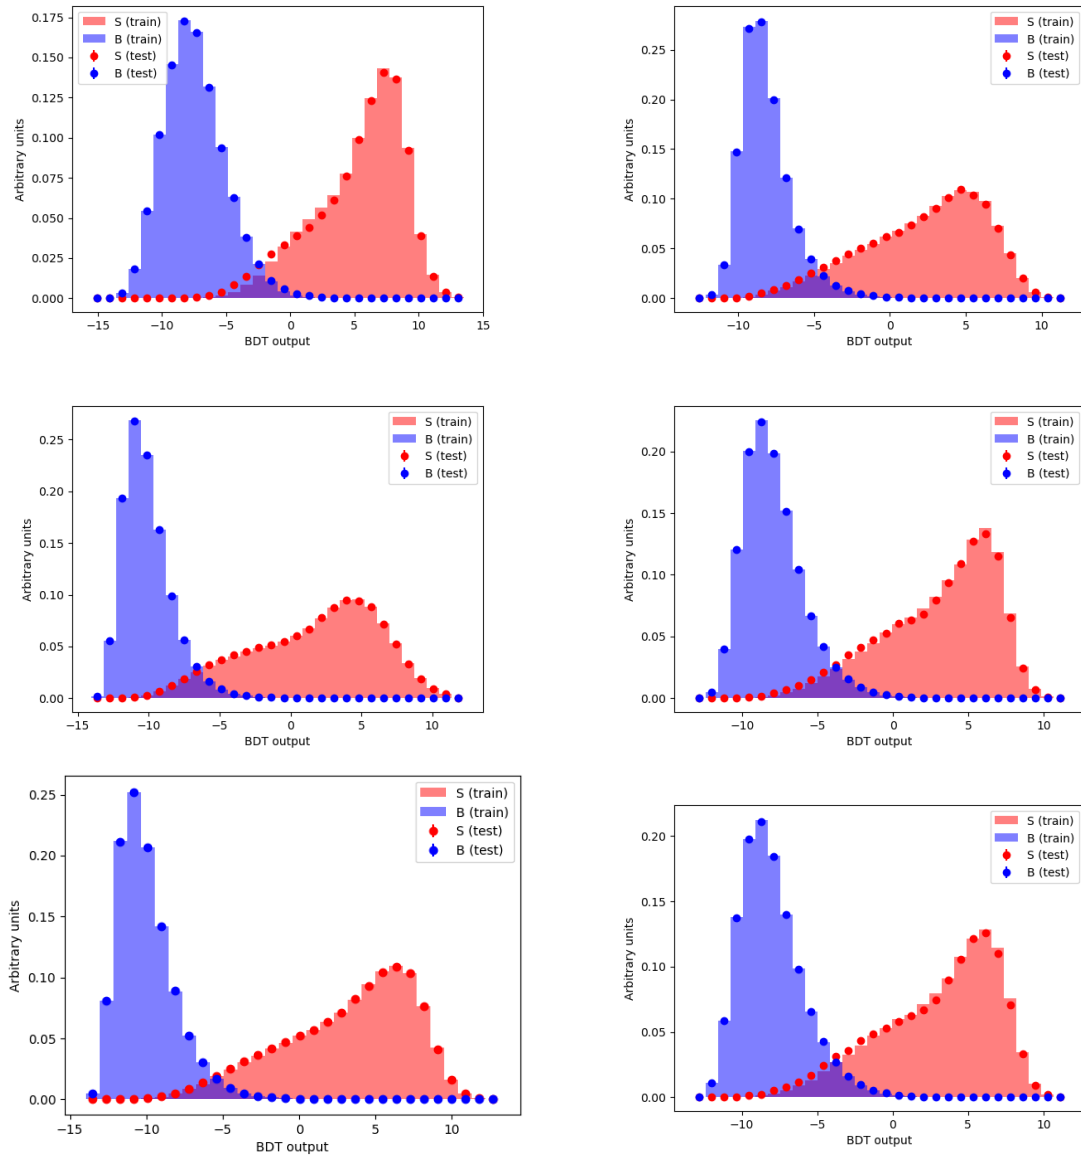 0.175
0.150
0.125
0.100
0.075
0.050
0.025
0.000
Arbitrary units
S (train)
B (train)
S (test)
B (test)
−15 −10 −5 0 5 10 15
BDT output
0.25
0.20
0.15
0.10
0.05
0.00
Arbitrary units
S (train)
B (train)
S (test)
B (test)
−10 −5 0 5 10
BDT output
0.25
0.20
0.15
0.10
0.05
0.00
Arbitrary units
S (train)
B (train)
S (test)
B (test)
−15 −10 −5 0 5 10
BDT output
0.20
0.15
0.10
0.05
0.00
Arbitrary units
S (train)
B (train)
S (test)
B (test)
−10 −5 0 5 10
BDT output
0.25
0.20
0.15
0.10
0.05
0.00
Arbitrary units
S (train)
B (train)
S (test)
B (test)
−15 −10 −5 0 5 10
BDT output
0.20
0.15
0.10
0.05
0.00
Arbitrary units
S (train)
B (train)
S (test)
B (test)
−10 −5 0 5 10
BDT output